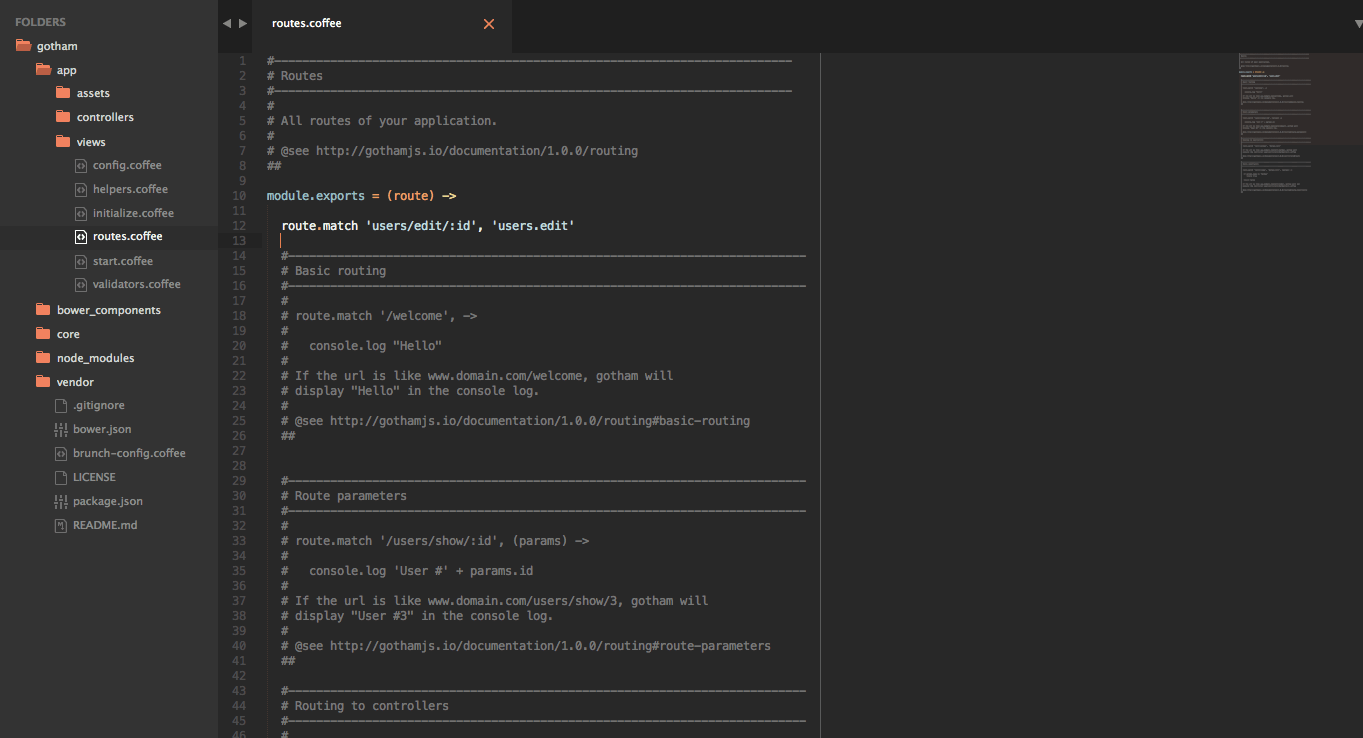 FOLDERS
gotham
app
assets
controllers
views
config.coffee
helpers.coffee
initialize.coffee
routes.coffee
start.coffee
validators.coffee
bower_components
core
node_modules
vendor
.gitignore
bower.json
brunch-config.coffee
LICENSE
package.json
README.md
routes.coffee
1 #--------------------------------------------------------------------------
2 # Routes
3 #--------------------------------------------------------------------------
4 #
5 # All routes of your application.
6 #
7 # @see http://gothamjs.io/documentation/1.0.0/routing
8 ##
9
10 module.exports = (route) ->
11
12 route.match 'users/edit/:id', 'users.edit'
13
14 #--------------------------------------------------------------------------
15 # Basic routing
16 #--------------------------------------------------------------------------
17 #
18 # route.match '/welcome', ->
19 #
20 #   console.log "Hello"
21 #
22 # If the url is like www.domain.com/welcome, gotham will
23 # display "Hello" in the console log.
24 #
25 # @see http://gothamjs.io/documentation/1.0.0/routing#basic-routing
26 ##
27
28
29 #--------------------------------------------------------------------------
30 # Route parameters
31 #--------------------------------------------------------------------------
32 #
33 # route.match '/users/show/:id', (params) ->
34 #
35 #   console.log 'User #' + params.id
36 #
37 # If the url is like www.domain.com/users/show/3, gotham will
38 # display "User #3" in the console log.
39 #
40 # @see http://gothamjs.io/documentation/1.0.0/routing#route-parameters
41 ##
42
43 #--------------------------------------------------------------------------
44 # Routing to controllers
45 #--------------------------------------------------------------------------
46 #